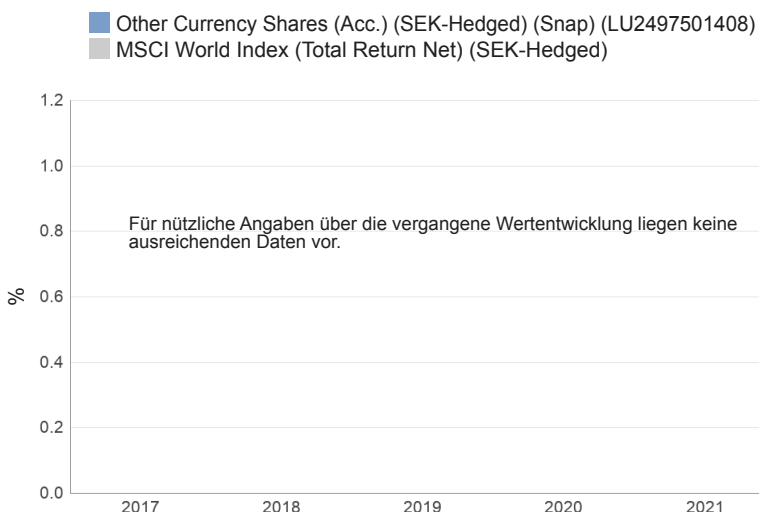 Other Currency Shares (Acc.) (SEK-Hedged) (Snap) (LU2497501408)
MSCI World Index (Total Return Net) (SEK-Hedged)
1.2
1.0
Für nützliche Angaben über die vergangene Wertentwicklung liegen keine
0.8
ausreichenden Daten vor.
%
0.6
0.4
0.2
0.0
2017 2018 2019 2020 2021